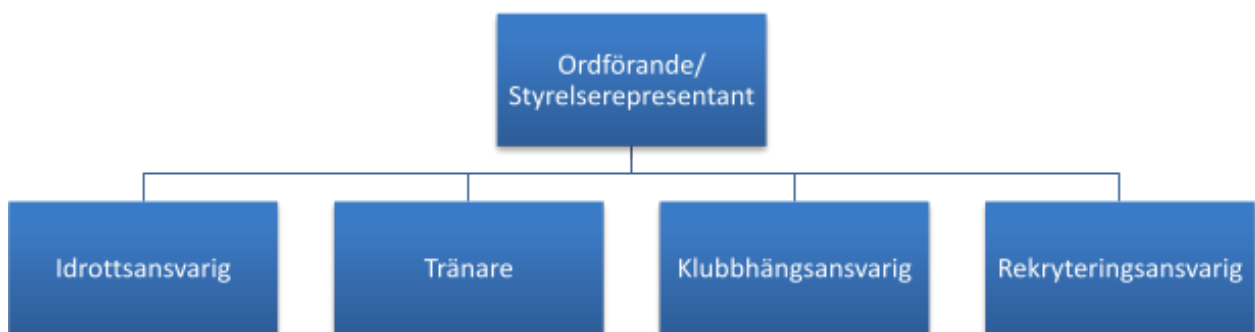 Ordförande/
Styrelserepresentant
Idrottsansvarig
Tränare
Klubbhängsansvarig
Rekryteringsansvarig